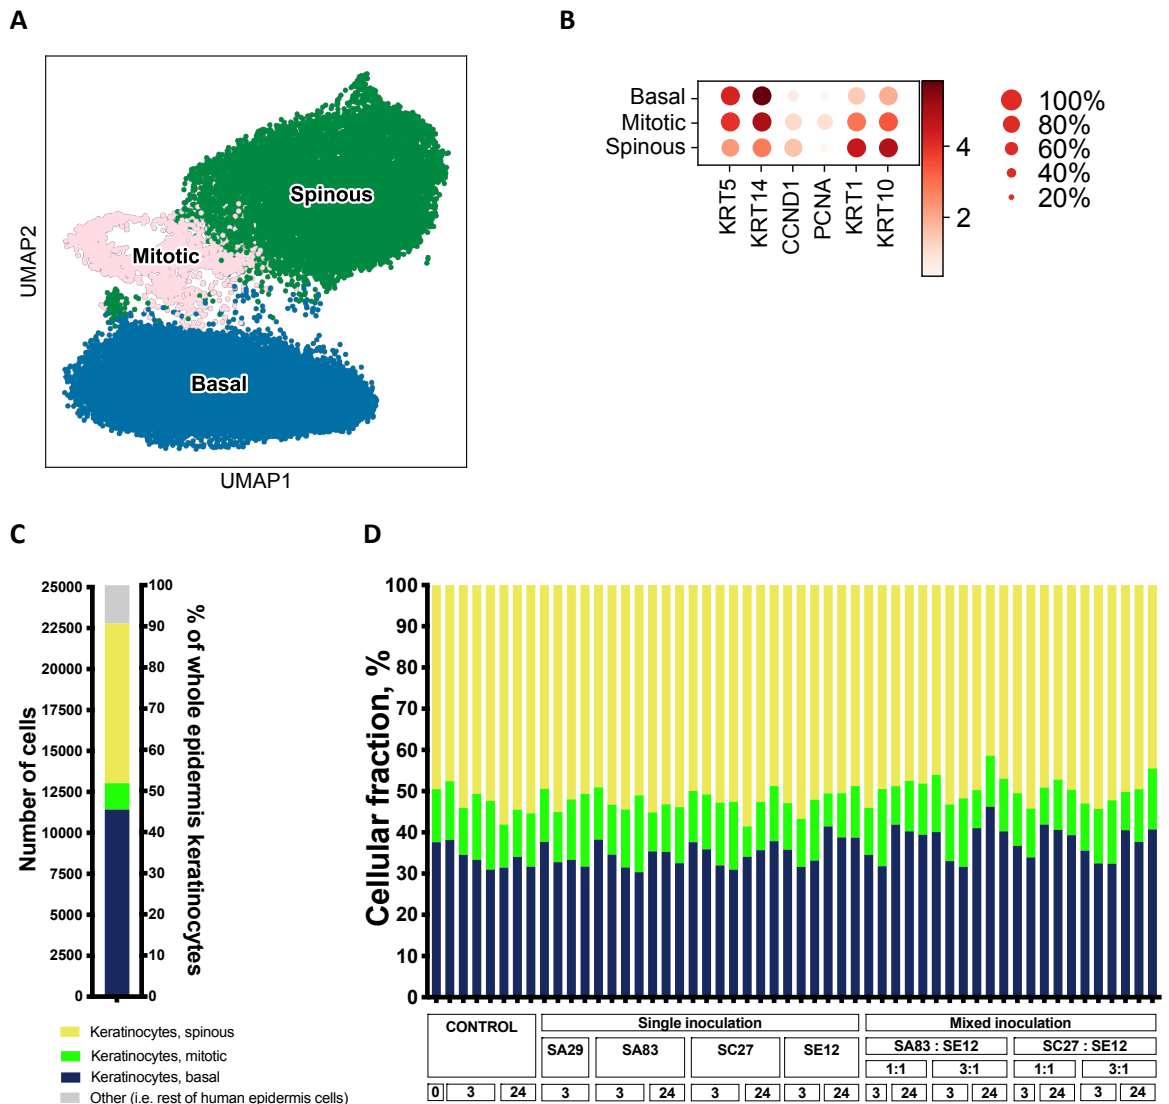 A
B
UMAP2
Spinous
Mitotic
Basal
UMAP1
Basal
Mitotic
Spinous
KRT5
KRT14
CCND1
PCNA
KRT1
KRT10
4
2
100%
80%
60%
40%
20%
C
D
Number of cells
25000
22500
20000
17500
15000
12500
10000
7500
5000
2500
0
100
90
80
70
60
50
40
30
20
10
0
% of whole epidermis keratinocytes
Keratinocytes, spinous
Keratinocytes, mitotic
Keratinocytes, basal
Other (i.e. rest of human epidermis cells)
Cellular fraction, %
100
90
80
70
60
50
40
30
20
10
0
CONTROL Single inoculation Mixed inoculation
SA29 SA83 SC27 SE12 SA83 : SE12 SC27 : SE12
1:1 3:1 1:1 3:1
0 3 24 3 3 24 3 24 3 24 3 24 3 24 3 24 3 24